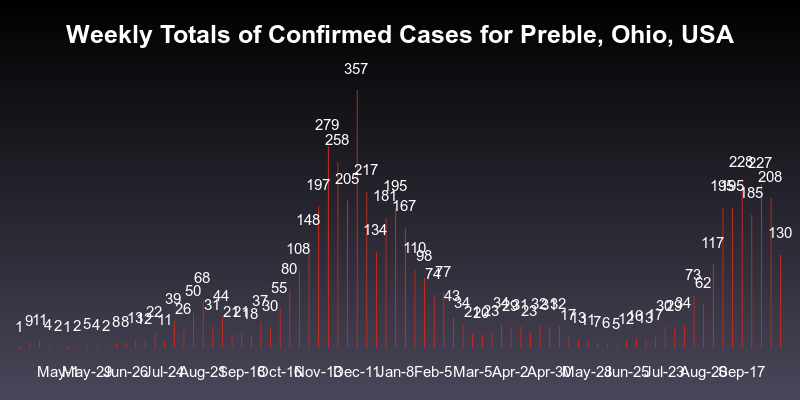 Weekly Totals of Confirmed Cases for Preble, Ohio, USA
1 9 11 4 2 1 2 5 4 2 8 8 13 12 22 11 39 26 50 68 31 44 21 21 18 37 30 55 80 108 148 197 279 258 205 357 217 134 181 195 167 110 98 74 77 43 34 21 20 23 34 29 31 23 32 31 32 17 13 11 7 6 5 12 16 13 17 30 29 34 73 62 117 195 195 228 185 227 208 130
May-1 May-29 Jun-26 Jul-24 Aug-21 Sep-18 Oct-16 Nov-13 Dec-11 Jan-8 Feb-5 Mar-5 Apr-2 Apr-30 May-28 Jun-25 Jul-23 Aug-20 Sep-17